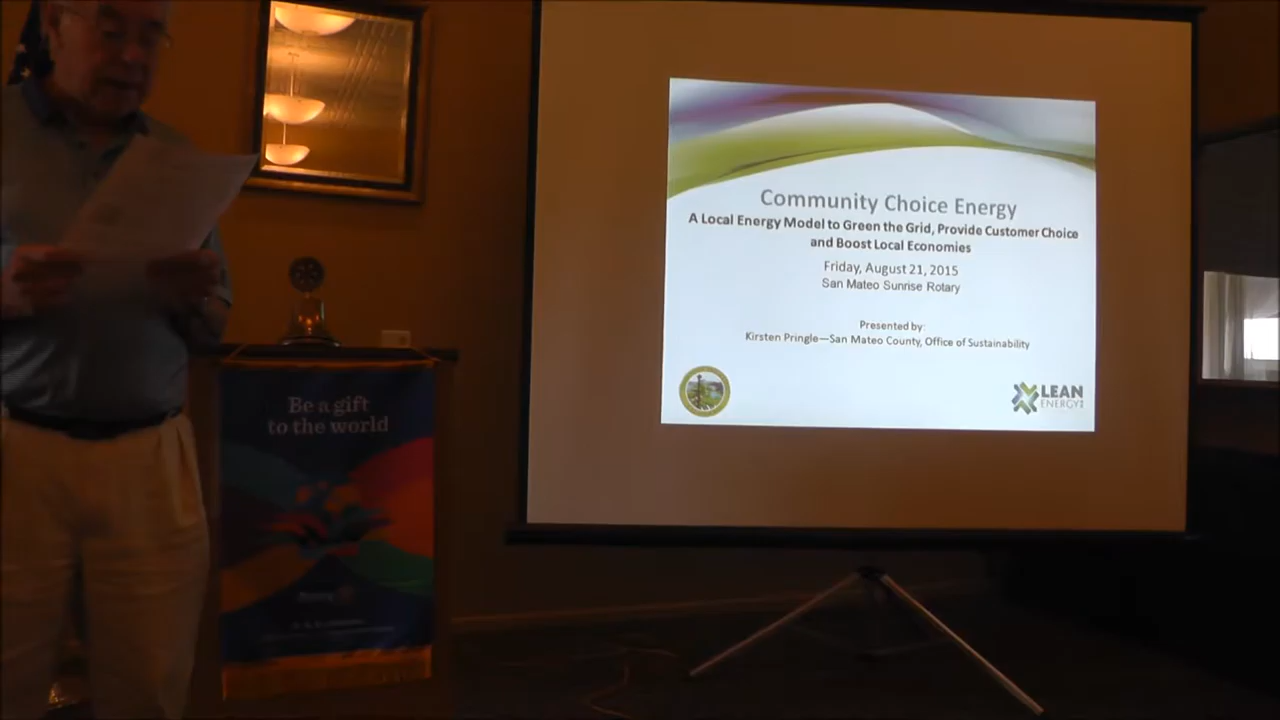 Community Choice Energy
A Local Energy Model to Green the Grid, Provide Customer Choice
and Boost Local Economies
Friday, August 21, 2015
San Mateo Sunrise Rotary
Presented by:
Kirsten Pringle—San Mateo County, Office of Sustainability
LEAN
ENERGY
Be a gift
to the world